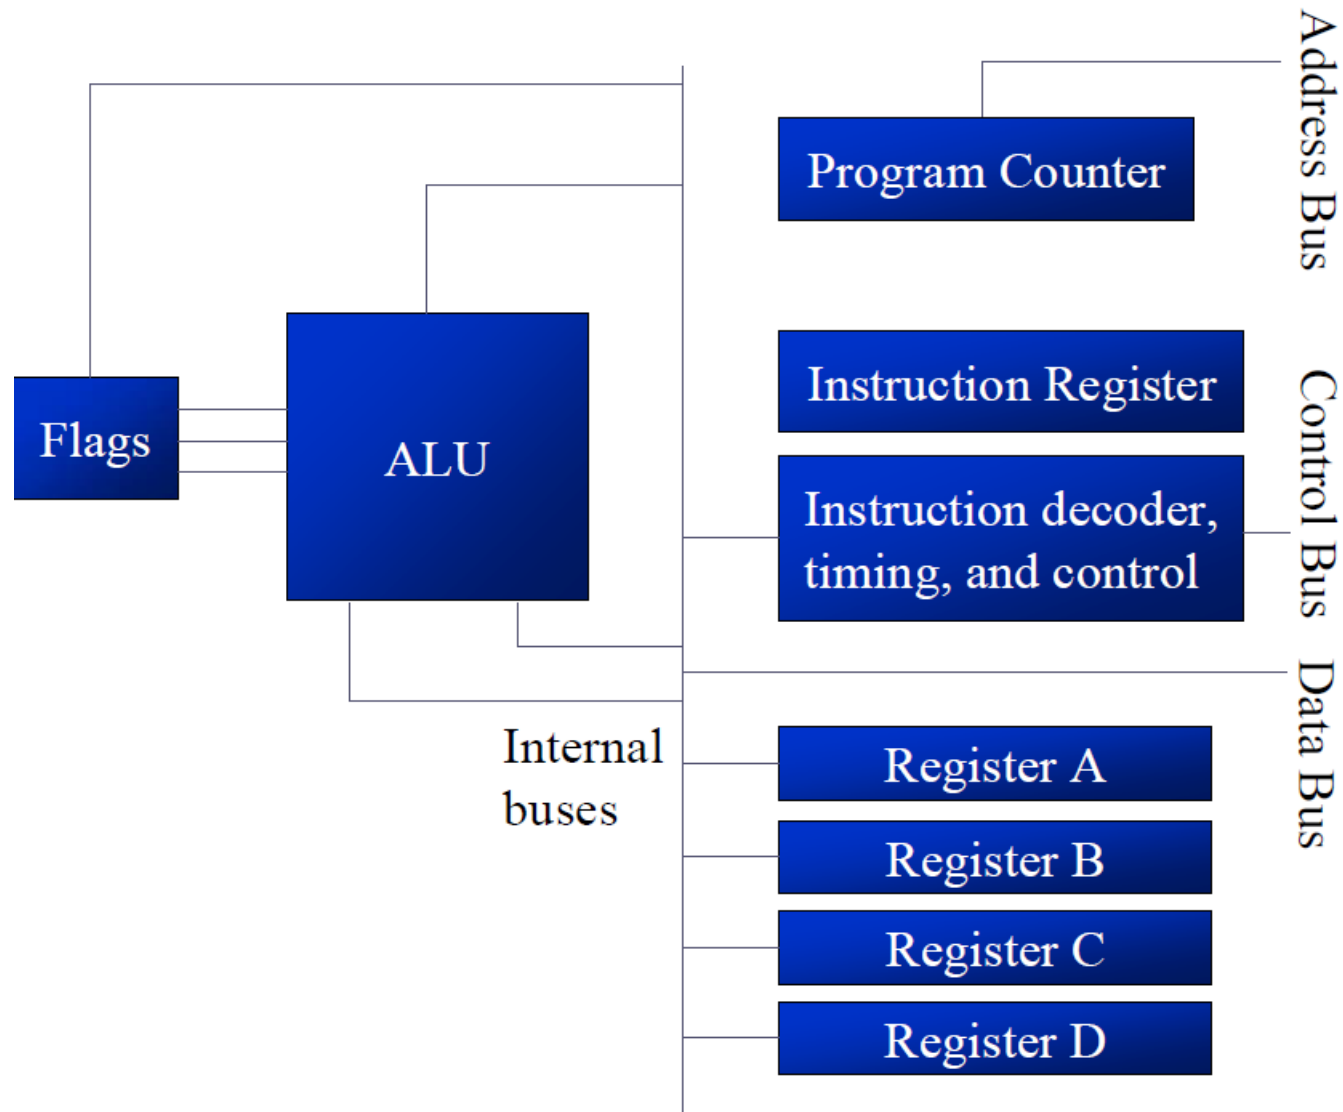 Address Bus
Program Counter
Instruction Register
Control Bus
Flags
ALU
Instruction decoder,
timing, and control
Data Bus
Internal
buses
Register A
Register B
Register C
Register D